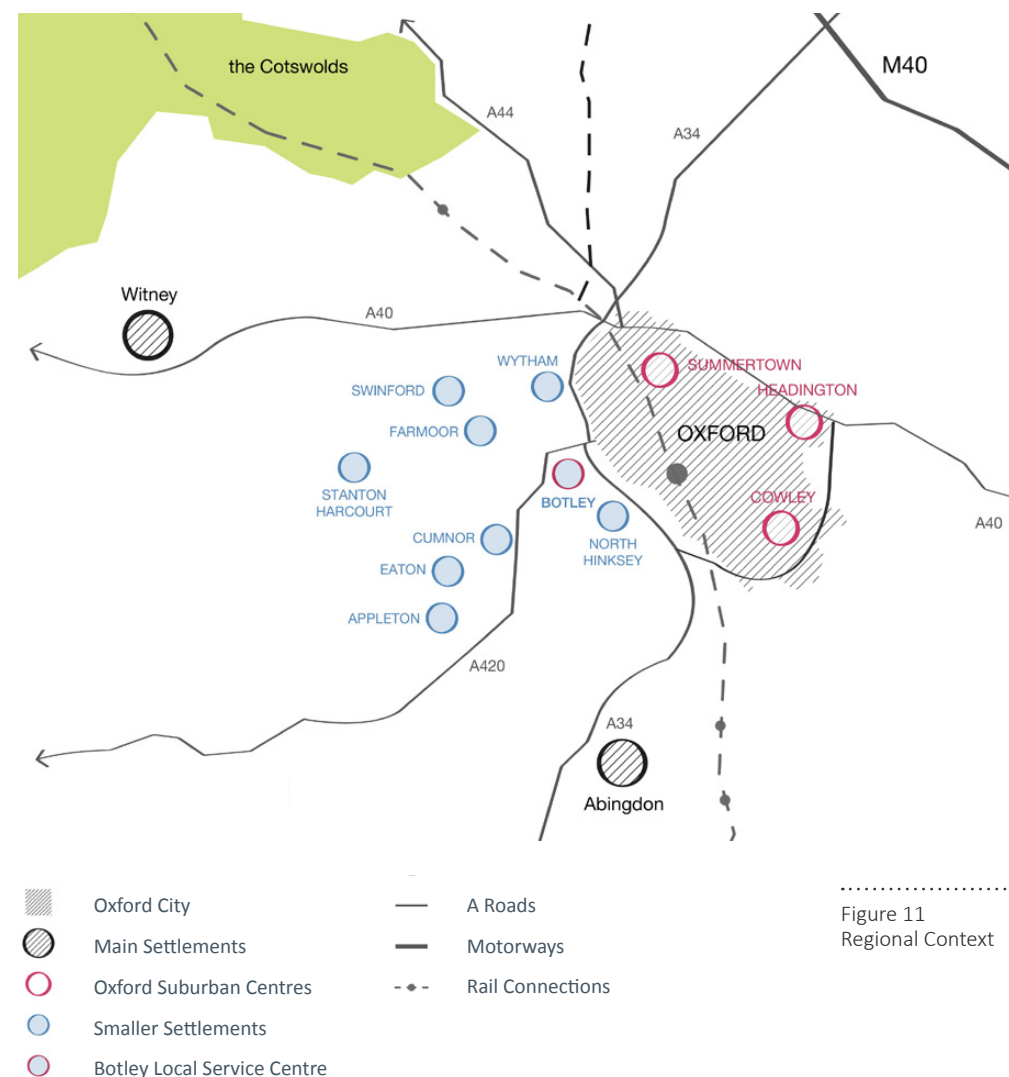 the Cotswolds
M40
A44
A34
Witney
A40
WYTHAM
SUMMERTOWN
SWINFORD
HEADINGTON
FARMOOR
OXFORD
STANTON
HARCOURT
BOTLEY
COWLEY
A40
CUMNOR
NORTH
HINKSEY
EATON
APPLETON
A420
A34
Abingdon
Oxford City
Main Settlements
Oxford Suburban Centres
Smaller Settlements
Botley Local Service Centre
A Roads
Motorways
Rail Connections
Figure 11
Regional Context